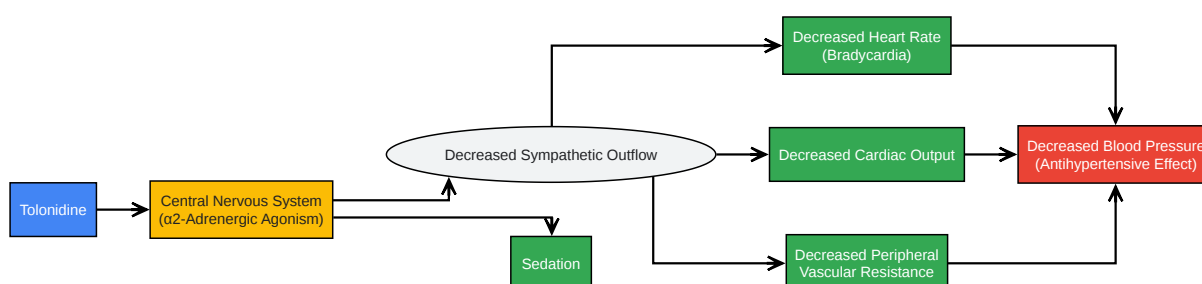 Tolonidine
Central Nervous System
(α2-Adrenergic Agonism)
Decreased Sympathetic Outflow
Sedation
Decreased Heart Rate
(Bradycardia)
Decreased Cardiac Output
Decreased Peripheral
Vascular Resistance
Decreased Blood Pressure
(Antihypertensive Effect)